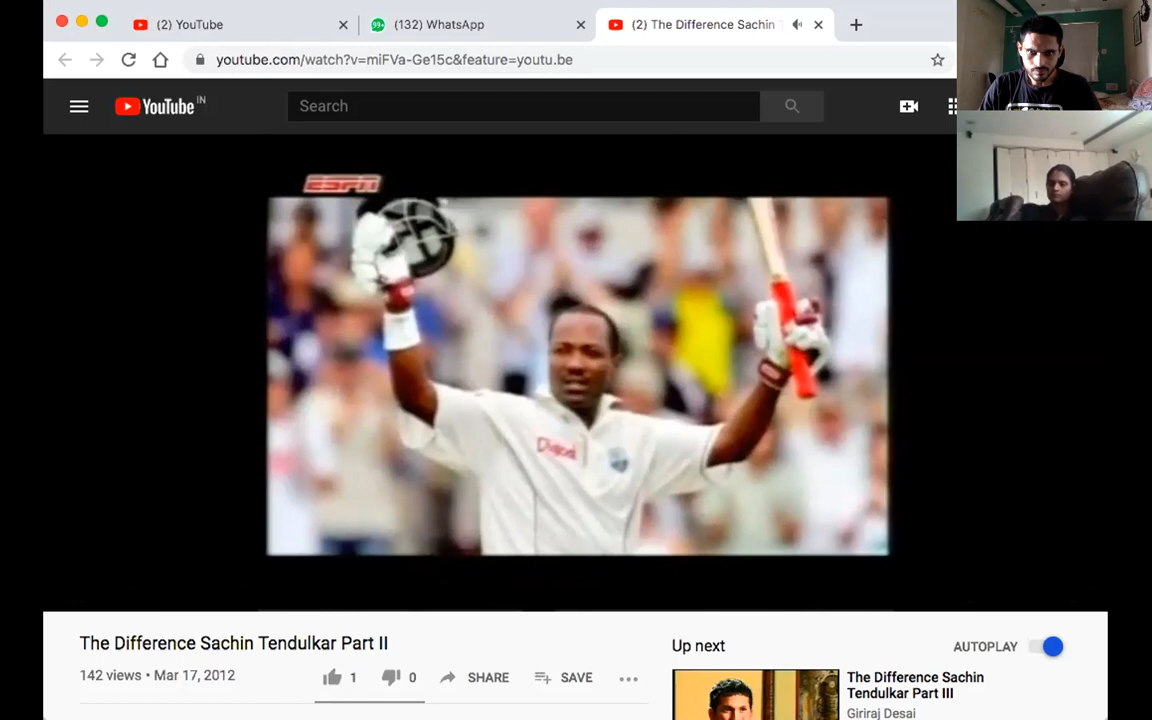 (2) YouTube
99+
(132) WhatsApp
(2) The Difference Sachin T
youtube.com/watch?v=miFVa-Ge15c&feature=youtu.be
YouTube IN
Search
ESPN
Digicel
The Difference Sachin Tendulkar Part II
142 views • Mar 17, 2012
1
0
SHARE
SAVE
Up next
AUTOPLAY
The Difference Sachin
Tendulkar Part III
Giriraj Desai